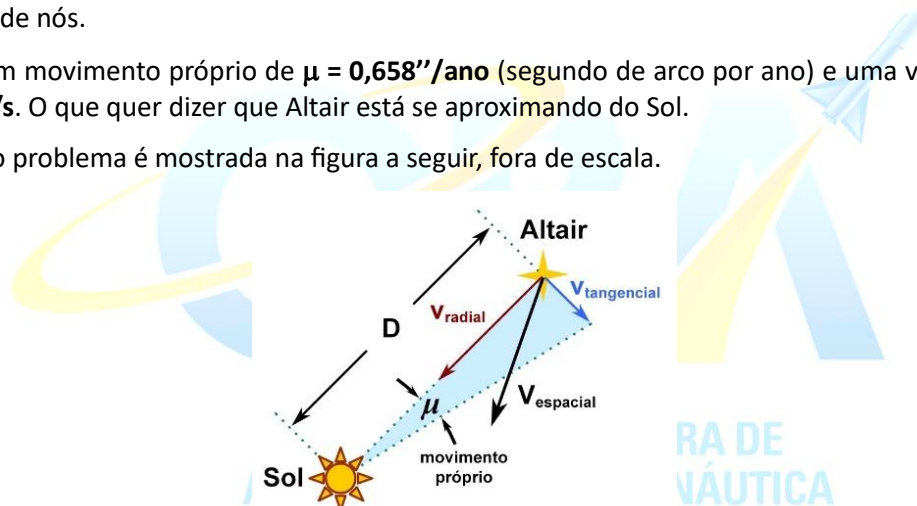 de nós.
m movimento próprio de μ = 0,658’’/ano (segundo de arco por ano) e uma v
/s. O que quer dizer que Altair está se aproximando do Sol.
o problema é mostrada na figura a seguir, fora de escala.
Altair
Vtangencial
Vradial
D
μ
Vespacial
movimento
próprio
Sol
RA DE
NÁUTICA